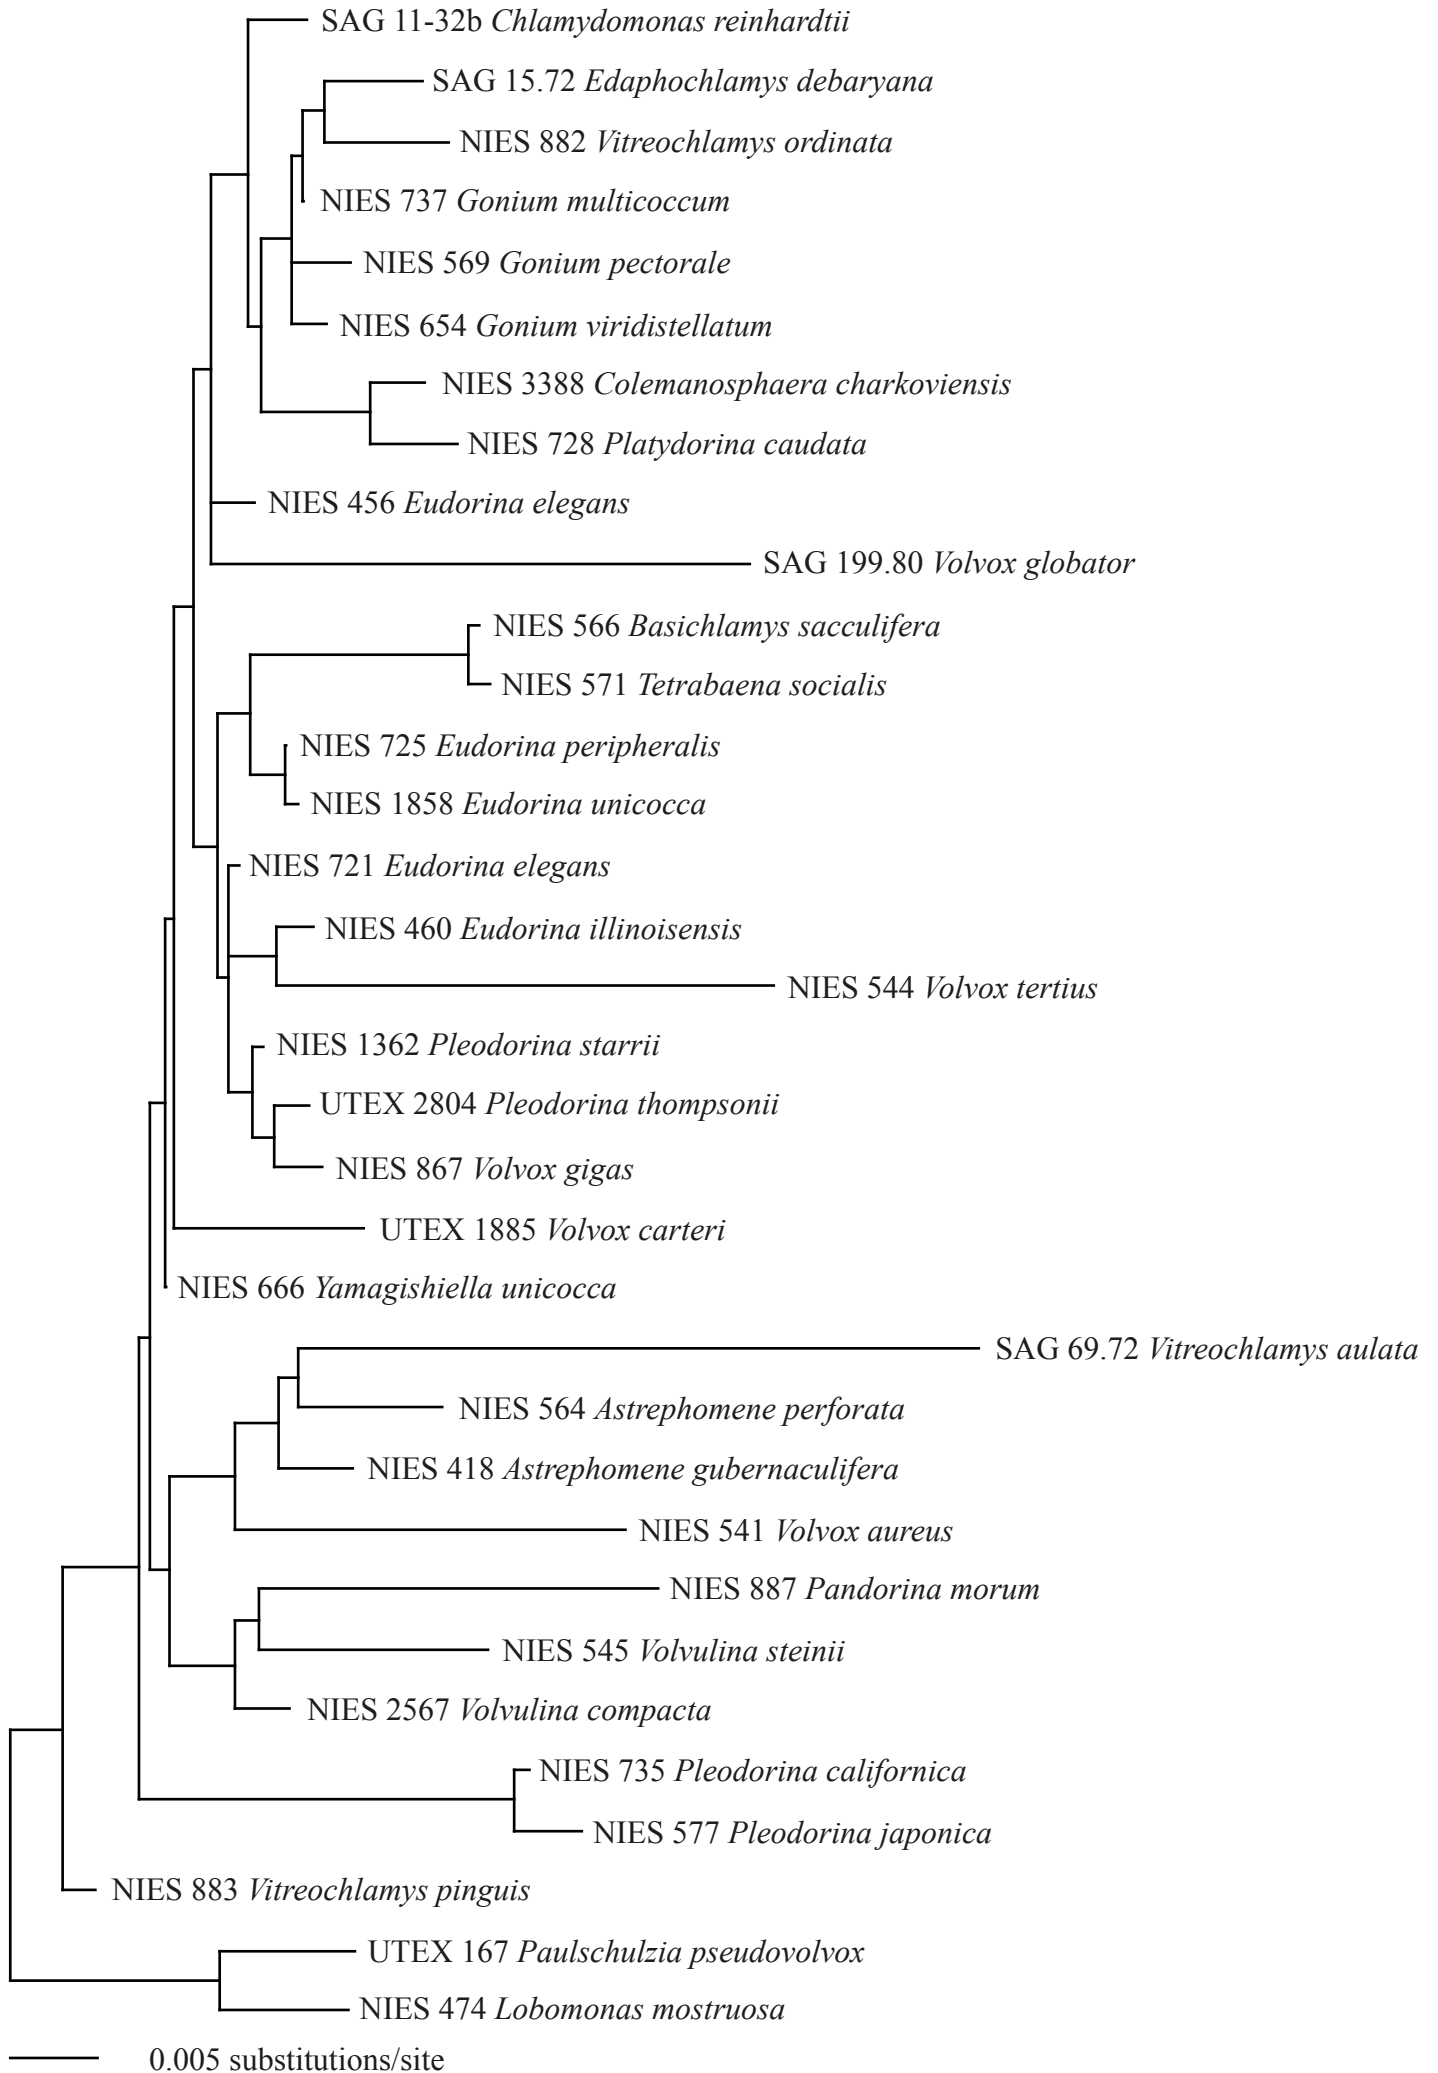 SAG 11-32b Chlamydomonas reinhardtii
SAG 15.72 Edaphochlamys debaryana
NIES 882 Vitreochlamys ordinata
NIES 737 Gonium multicoccum
NIES 569 Gonium pectorale
NIES 654 Gonium viridistellatum
NIES 3388 Colemanosphaera charkoviensis
NIES 728 Platydorina caudata
NIES 456 Eudorina elegans
SAG 199.80 Volvox globator
NIES 566 Basichlamys sacculifera
NIES 571 Tetrabaena socialis
NIES 725 Eudorina peripheralis
NIES 1858 Eudorina unicocca
NIES 721 Eudorina elegans
NIES 460 Eudorina illinoisensis
NIES 544 Volvox tertius
NIES 1362 Pleodorina starrii
UTEX 2804 Pleodorina thompsonii
NIES 867 Volvox gigas
UTEX 1885 Volvox carteri
NIES 666 Yamagishiella unicocca
SAG 69.72 Vitreochlamys aulata
NIES 564 Astrephomene perforata
NIES 418 Astrephomene gubernaculifera
NIES 541 Volvox aureus
NIES 887 Pandorina morum
NIES 545 Volvulina steinii
NIES 2567 Volvulina compacta
NIES 735 Pleodorina californica
NIES 577 Pleodorina japonica
NIES 883 Vitreochlamys pinguis
UTEX 167 Paulschulzia pseudovolvox
NIES 474 Lobomonas mostruosa
0.005 substitutions/site